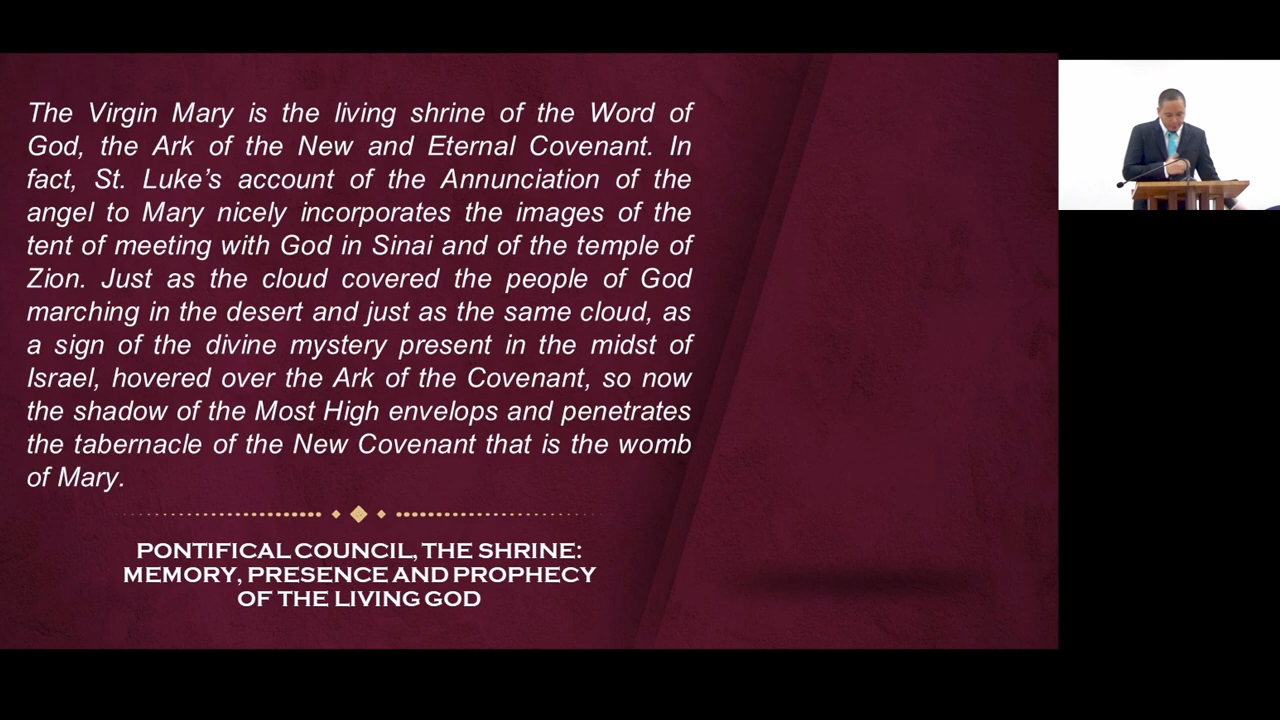 The Virgin Mary is the living shrine of the Word of
God, the Ark of the New and Eternal Covenant. In
fact, St. Luke’s account of the Annunciation of the
angel to Mary nicely incorporates the images of the
tent of meeting with God in Sinai and of the temple of
Zion. Just as the cloud covered the people of God
marching in the desert and just as the same cloud, as
a sign of the divine mystery present in the midst of
Israel, hovered over the Ark of the Covenant, so now
the shadow of the Most High envelops and penetrates
the tabernacle of the New Covenant that is the womb
of Mary.
PONTIFICAL COUNCIL, THE SHRINE:
MEMORY, PRESENCE AND PROPHECY
OF THE LIVING GOD